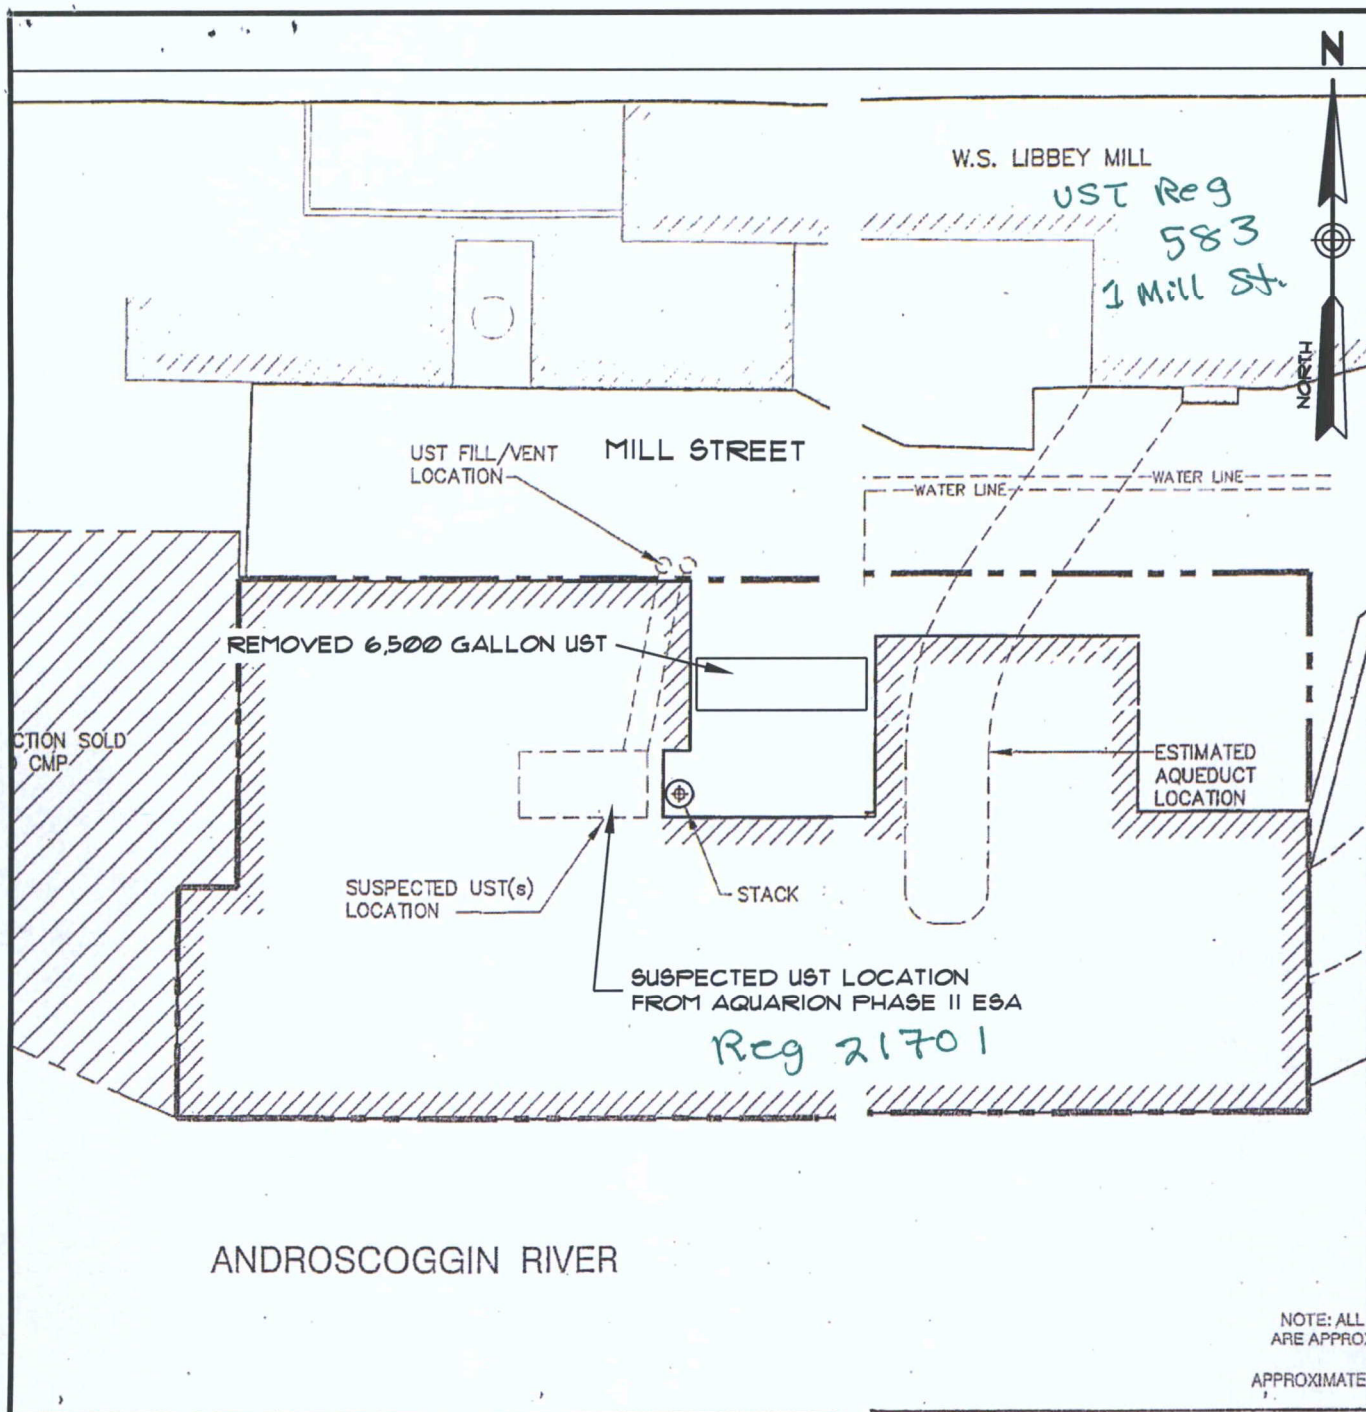 N
W.S. LIBBEY MILL
UST Reg
583
1 Mill St.
NORTH
UST FILL/VENT
LOCATION
MILL STREET
WATER LINE
WATER LINE
REMOVED 6,500 GALLON UST
CTION SOLD
CMP
ESTIMATED
AQUEDUCT
LOCATION
SUSPECTED UST(s)
LOCATION
STACK
SUSPECTED UST LOCATION
FROM AQUARION PHASE II ESA
Reg 21701
ANDROSCOGGIN RIVER
NOTE: ALL
ARE APPROX
APPROXIMATE